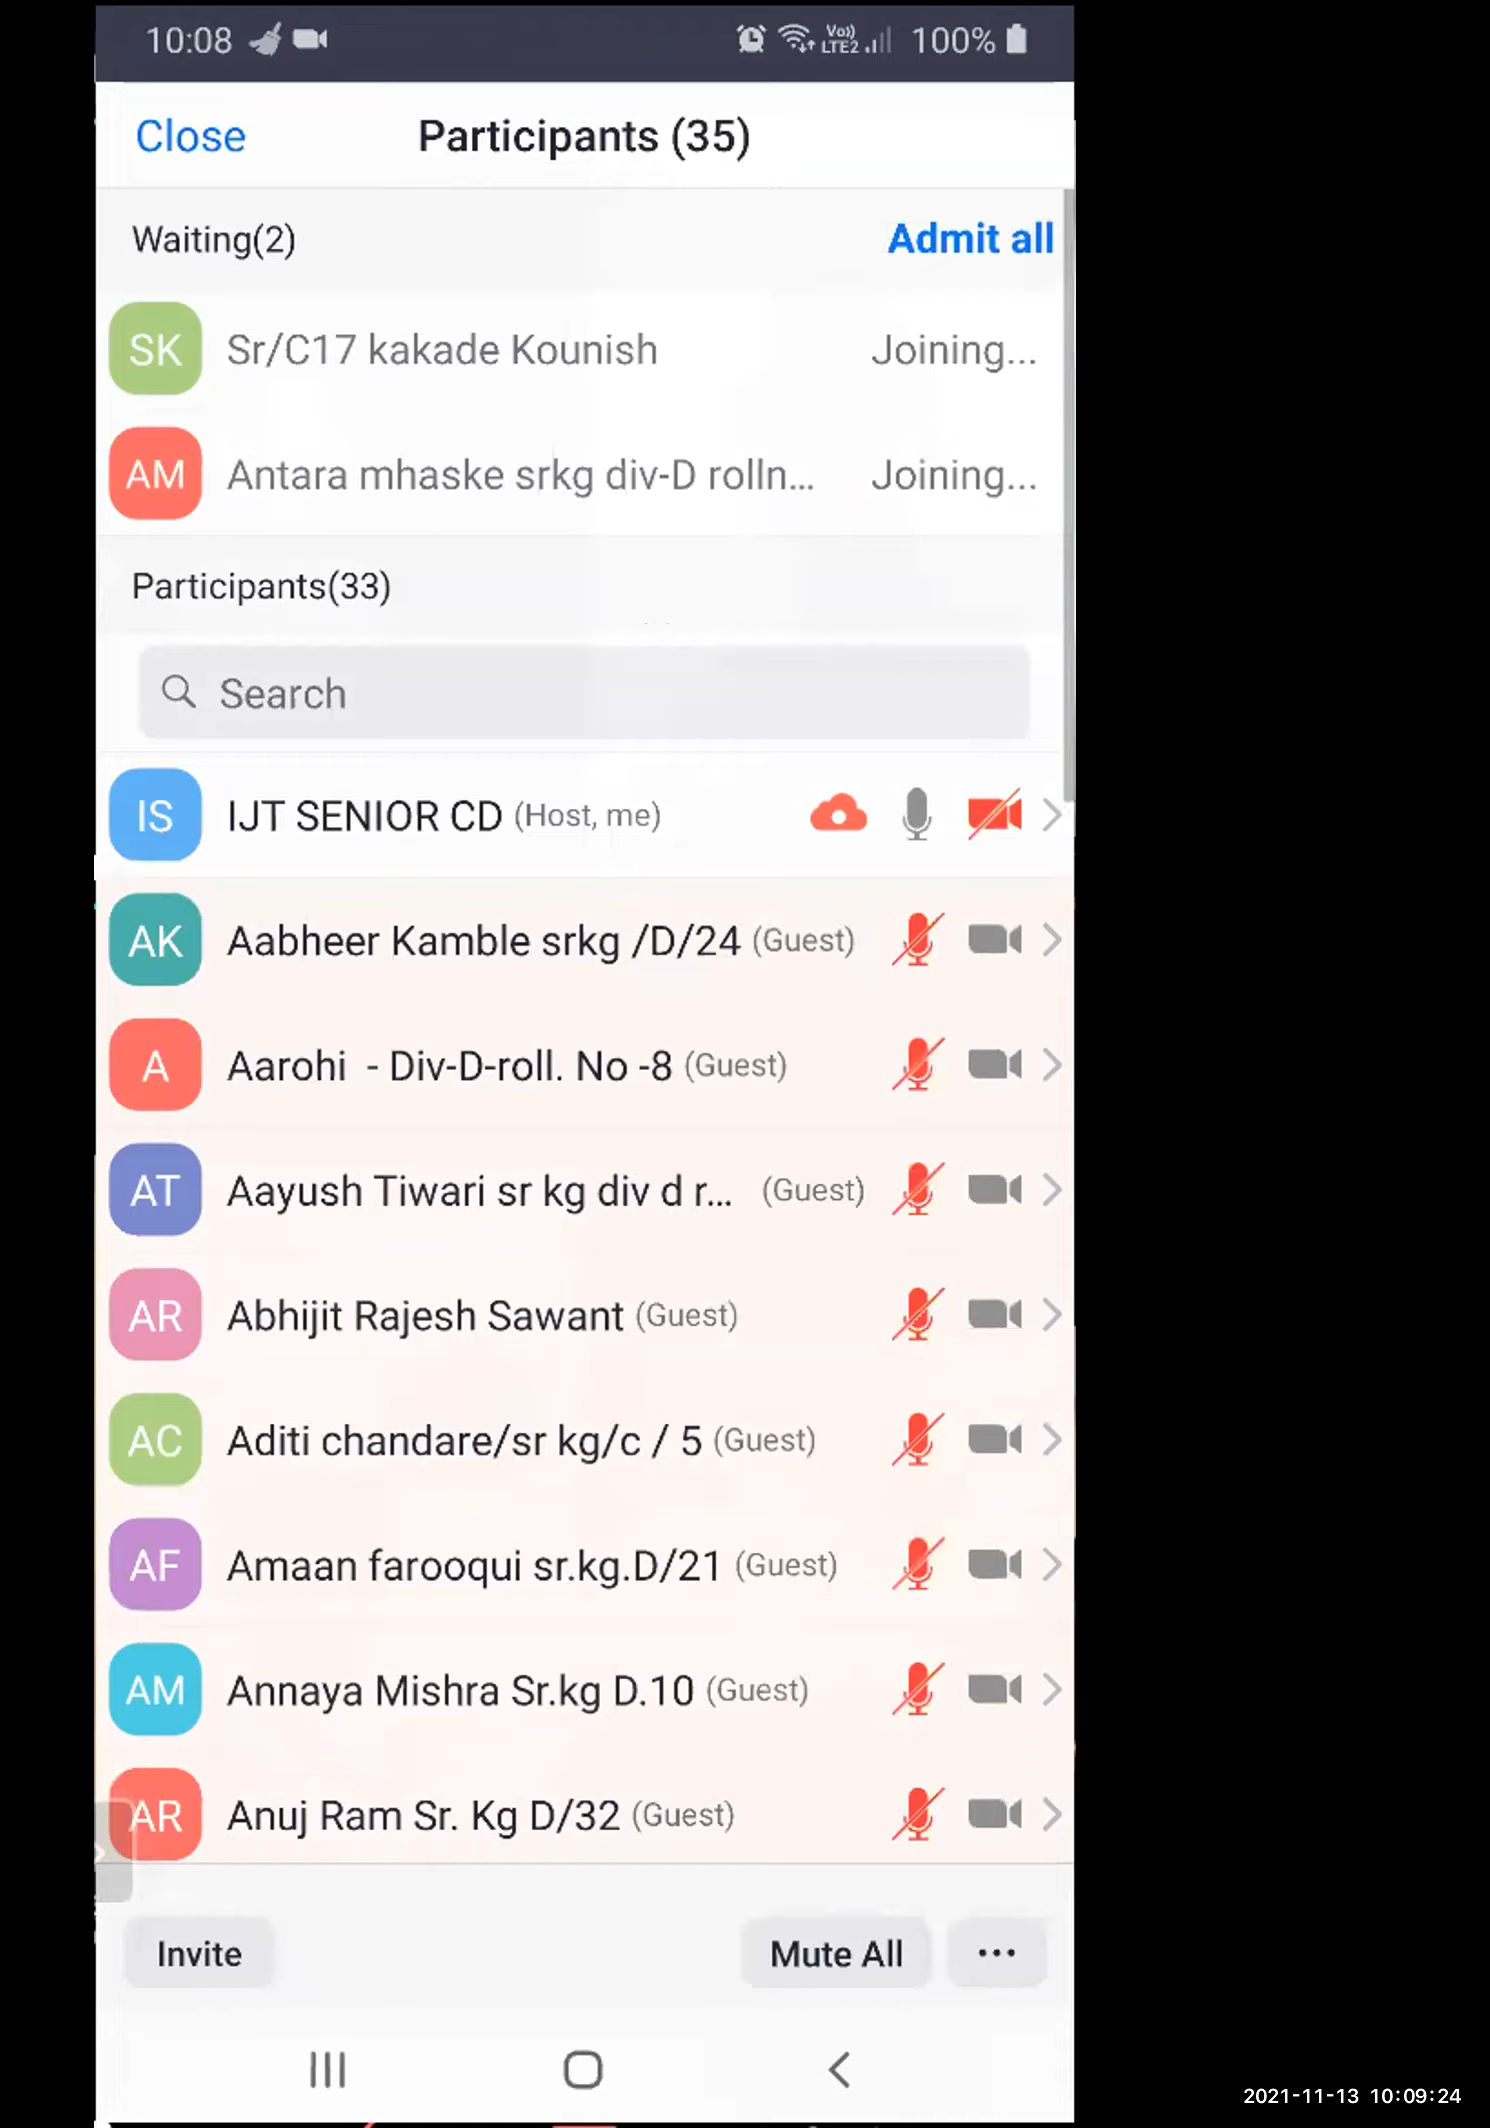 10:08 Vo)) LTE2 100%
Close Participants (35)
Waiting(2) Admit all
SK Sr/C17 kakade Kounish Joining...
AM Antara mhaske srkg div-D rolln... Joining...
Participants(33)
Search
IS IJT SENIOR CD (Host, me)
AK Aabheer Kamble srkg /D/24 (Guest)
A Aarohi - Div-D-roll. No -8 (Guest)
AT Aayush Tiwari sr kg div d r... (Guest)
AR Abhijit Rajesh Sawant (Guest)
AC Aditi chandare/sr kg/c / 5 (Guest)
AF Amaan farooqui sr.kg.D/21 (Guest)
AM Annaya Mishra Sr.kg D.10 (Guest)
AR Anuj Ram Sr. Kg D/32 (Guest)
Invite Mute All ...
2021-11-13 10:09:24